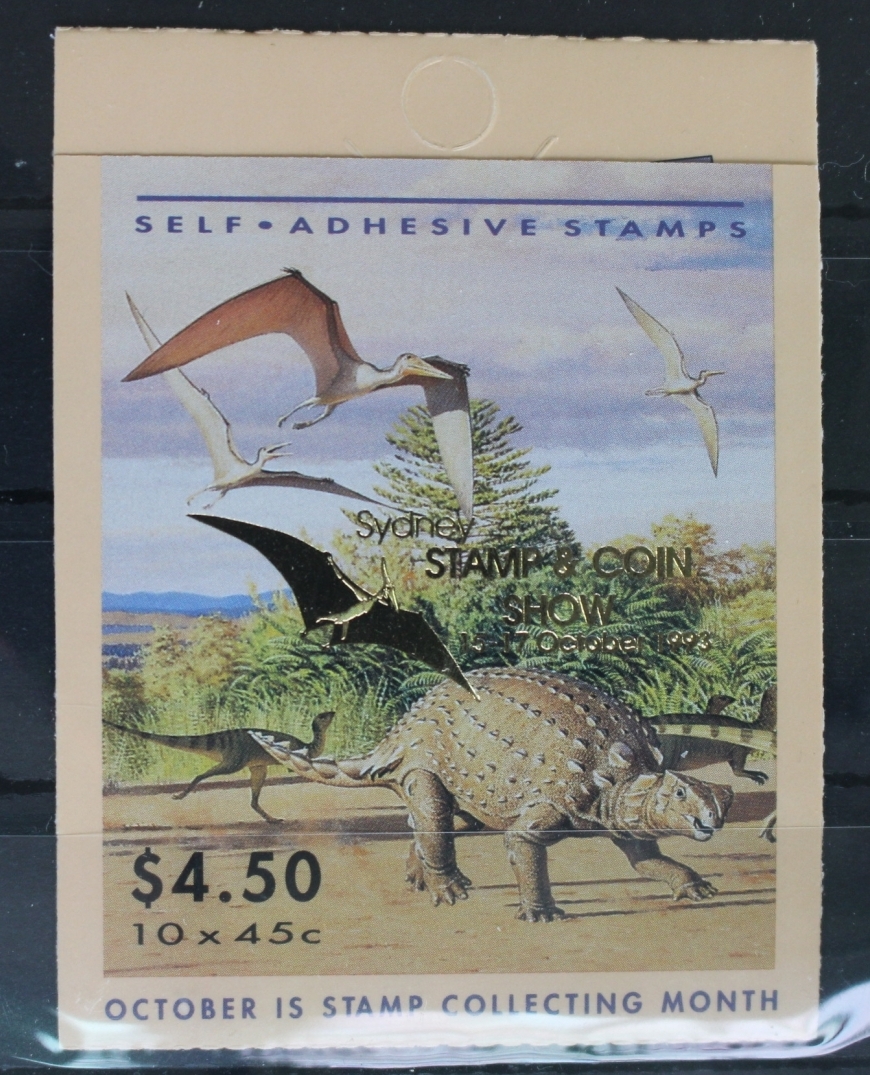 SELF•ADHESIVE STAMPS
Sydney
STAMP & COIN
SHOW
17 October 1993
$4.50
10 x 45c
OCTOBER IS STAMP COLLECTING MONTH